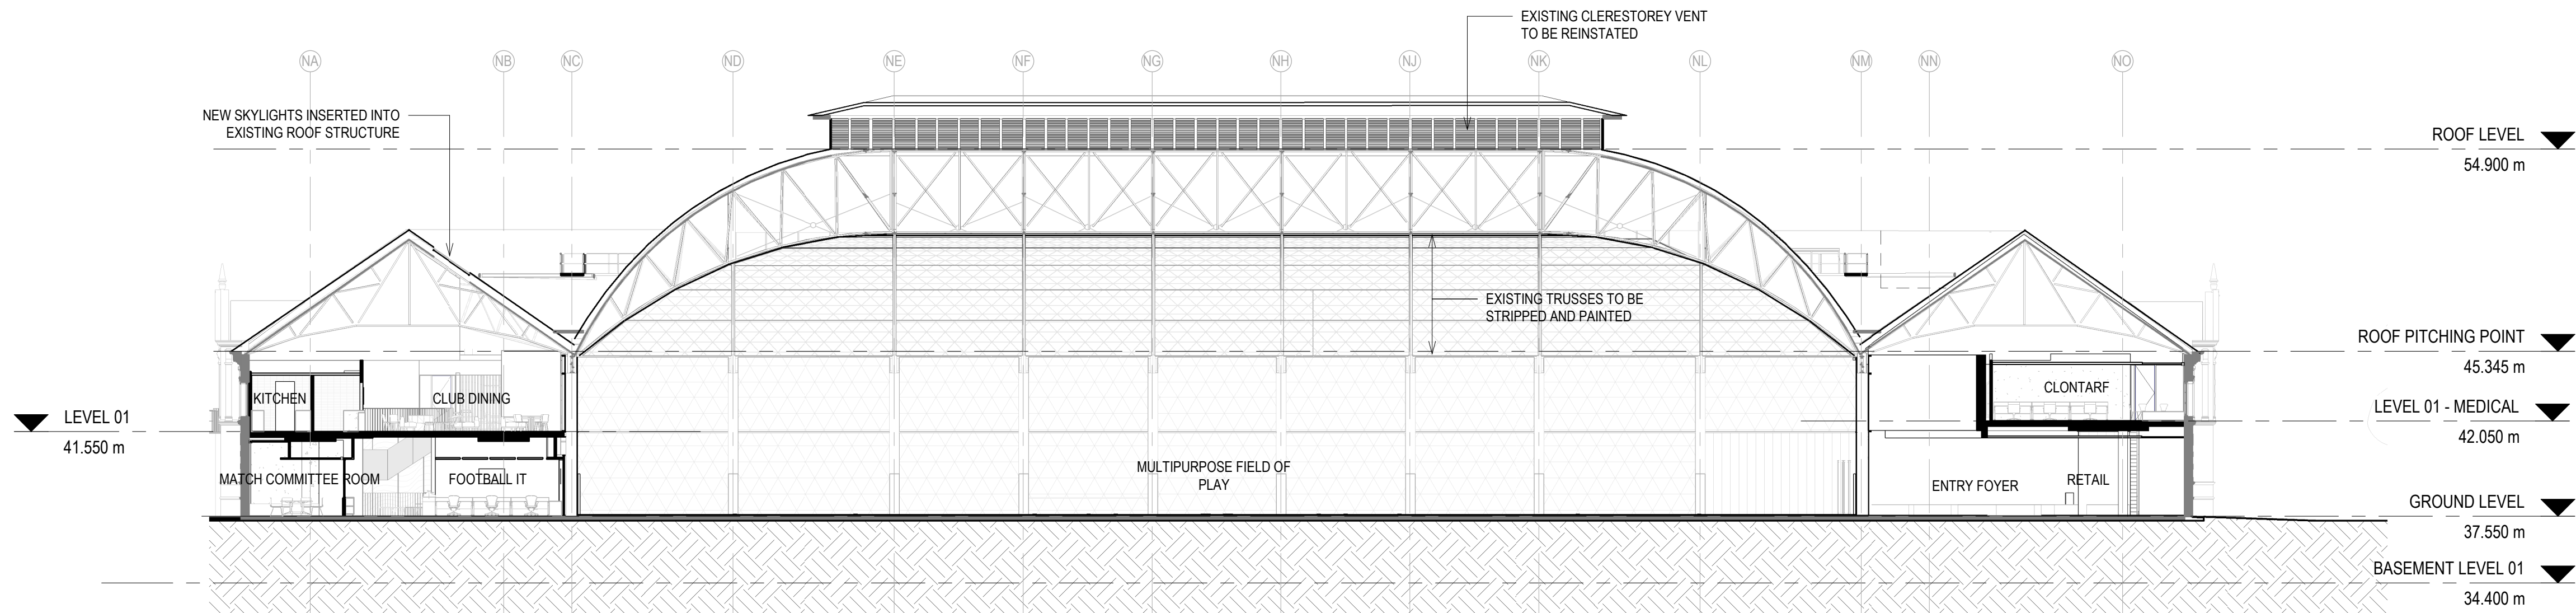 EXISTING CLERESTOREY VENT
TO BE REINSTATED
NA
NB
NC
ND
NE
NF
NG
NH
NJ
NK
NL
NM
NN
NO
NEW SKYLIGHTS INSERTED INTO
EXISTING ROOF STRUCTURE
ROOF LEVEL
54.900 m
EXISTING TRUSSES TO BE
STRIPPED AND PAINTED
ROOF PITCHING POINT
45.345 m
KITCHEN
CLUB DINING
CLONTARF
LEVEL 01
41.550 m
LEVEL 01 - MEDICAL
42.050 m
MATCH COMMITTEE ROOM
FOOTBALL IT
MULTIPURPOSE FIELD OF
PLAY
ENTRY FOYER
RETAIL
GROUND LEVEL
37.550 m
BASEMENT LEVEL 01
34.400 m